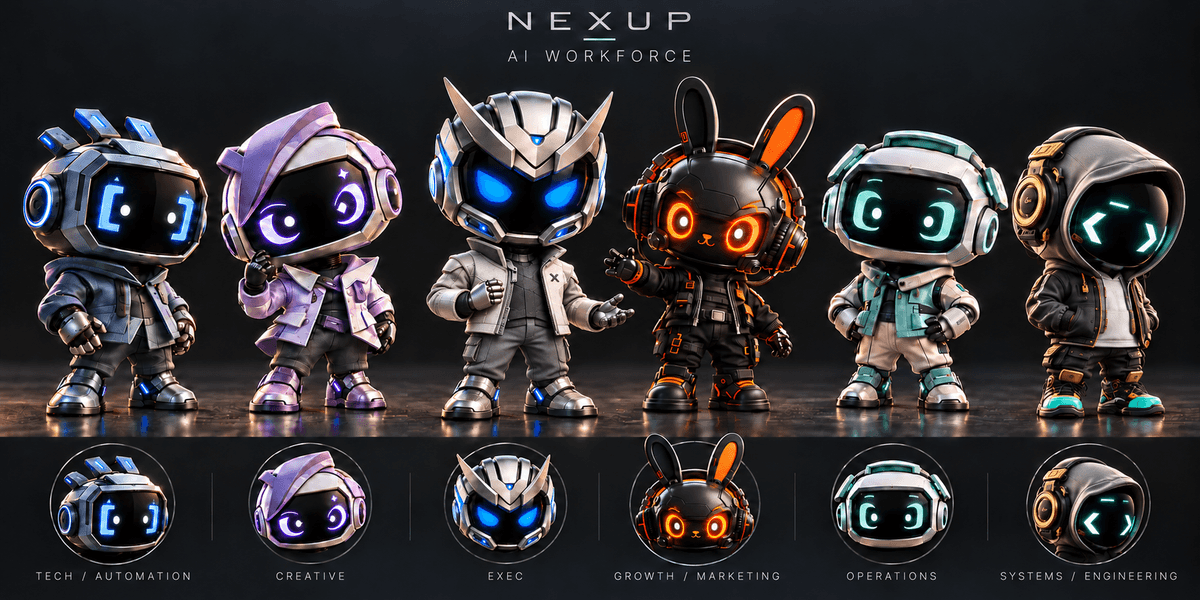 NEXUP
AI WORKFORCE
TECH / AUTOMATION
CREATIVE
EXEC
GROWTH / MARKETING
OPERATIONS
SYSTEMS / ENGINEERING